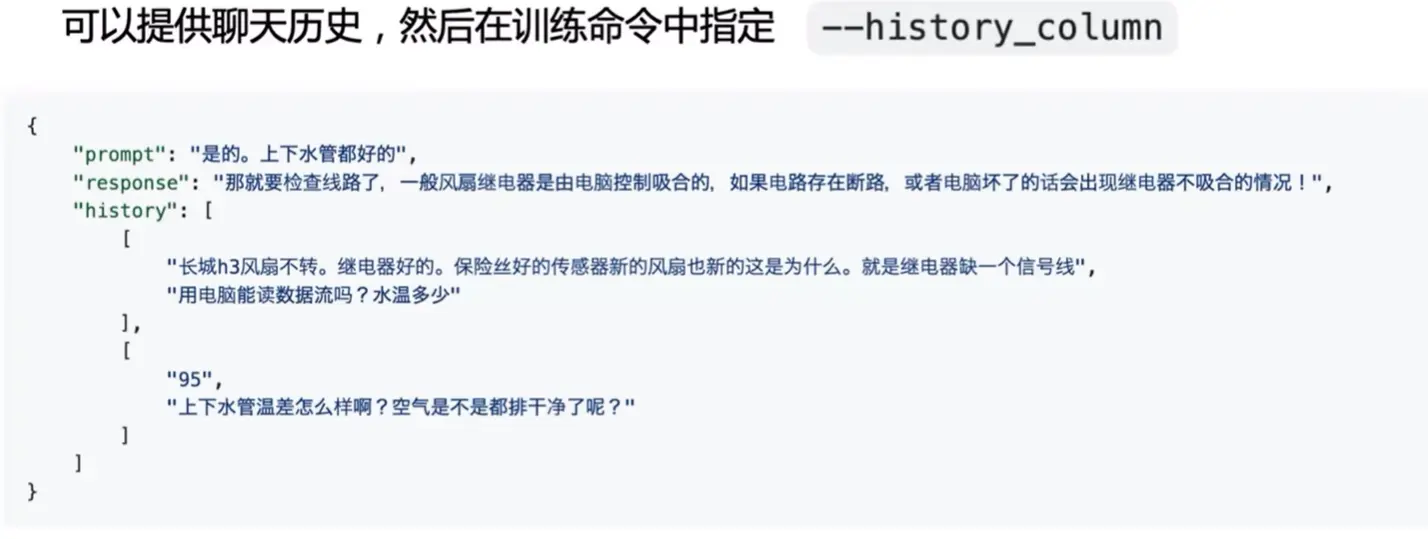 可以提供聊天历史，然后在训练命令中指定 --history_column
{
"prompt": "是的。上下水管都好的",
"response": "那就要检查线路了，一般风扇继电器是由电脑控制吸合的，如果电路存在断路，或者电脑坏了的话会出现继电器不吸合的情况！",
"history": [
[
"长城h3风扇不转。继电器好的。保险丝好的传感器新的风扇也新的这是为什么。就是继电器缺一个信号线",
"用电脑能读数据流吗？水温多少"
],
[
"95",
"上下水管温差怎么样啊？空气是不是都排干净了呢？"
]
]
}